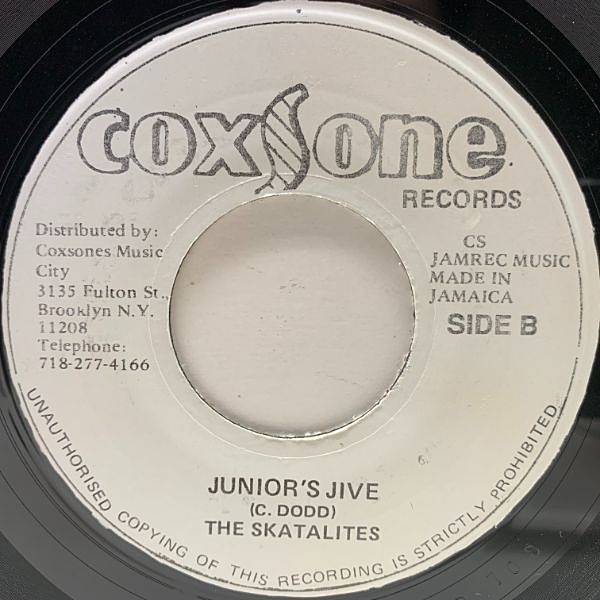 coxsone
RECORDS
Distributed by:
Coxsones Music
City
3135 Fulton St.,
Brooklyn N.Y.
11208
Telephone:
718-277-4166
CS
JAMREC MUSIC
MADE IN
JAMAICA
SIDE B
JUNIOR'S JIVE
(C. DODD)
THE SKATALITES
UNAUTHORISED COPYING OF THIS RECORDING IS STRICTLY PROHIBITED